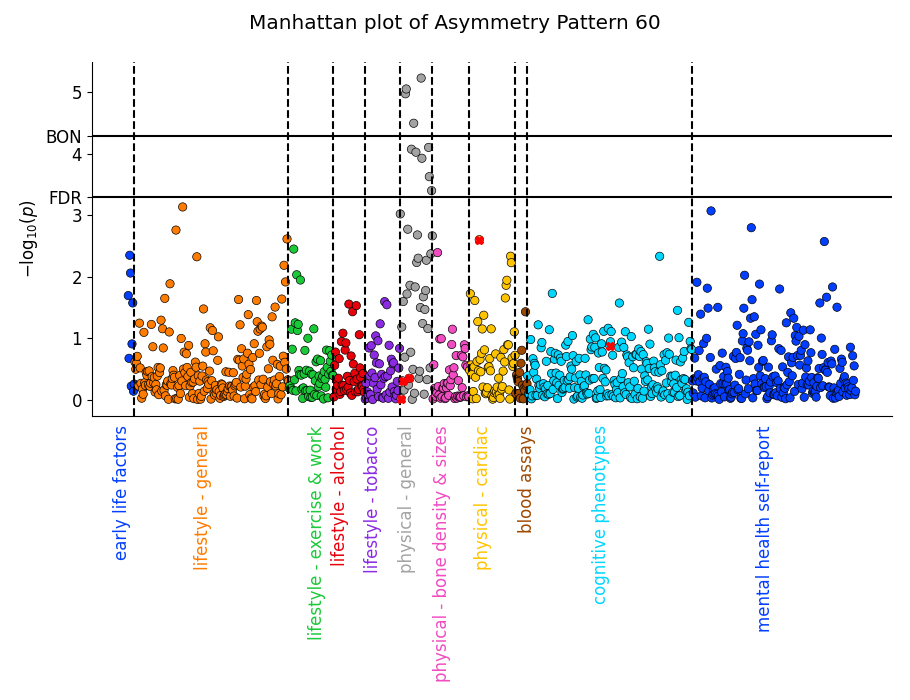 Manhattan plot of Asymmetry Pattern 60
5
BON
4
FDR
3
2
1
0
−log10(p)
early life factors
lifestyle - general
lifestyle - exercise & work
lifestyle - alcohol
lifestyle - tobacco
physical - general
physical - bone density & sizes
physical - cardiac
blood assays
cognitive phenotypes
mental health self-report